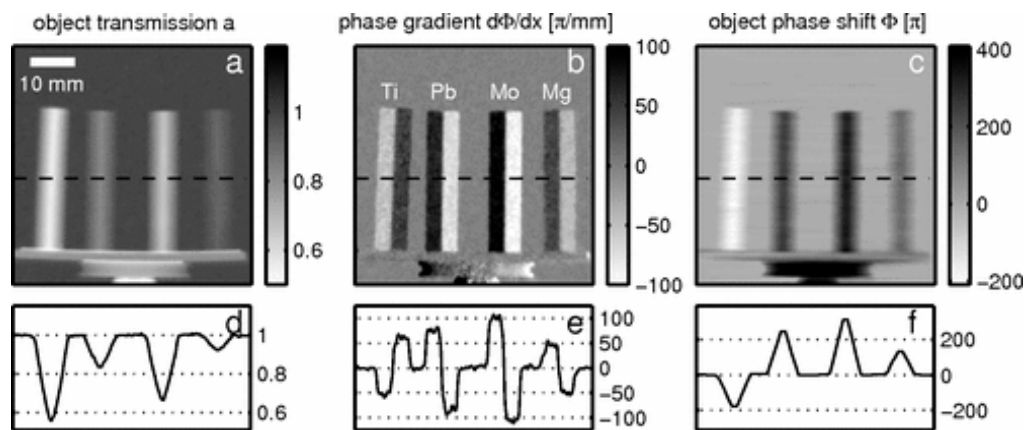 object transmission a
phase gradient dΦ/dx [π/mm]
object phase shift Φ [π]
a
10 mm
1
0.8
0.6
b
Ti Pb Mo Mg
100
50
0
−50
−100
c
400
200
0
−200
d
1
0.8
0.6
e
100
50
0
−50
−100
f
200
0
−200